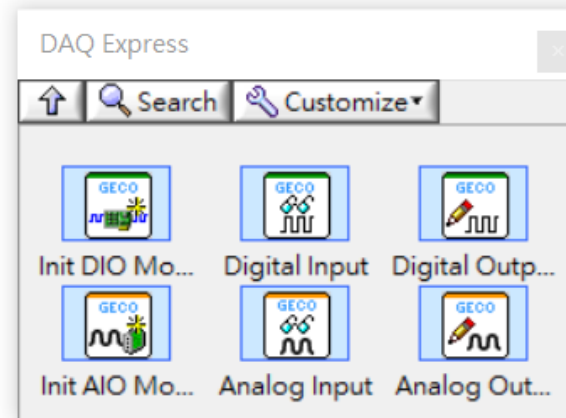 DAQ Express
Search Customize
GECO GECO GECO
Init DIO Mo... Digital Input Digital Outp...
GECO GECO GECO
Init AIO Mo... Analog Input Analog Out...